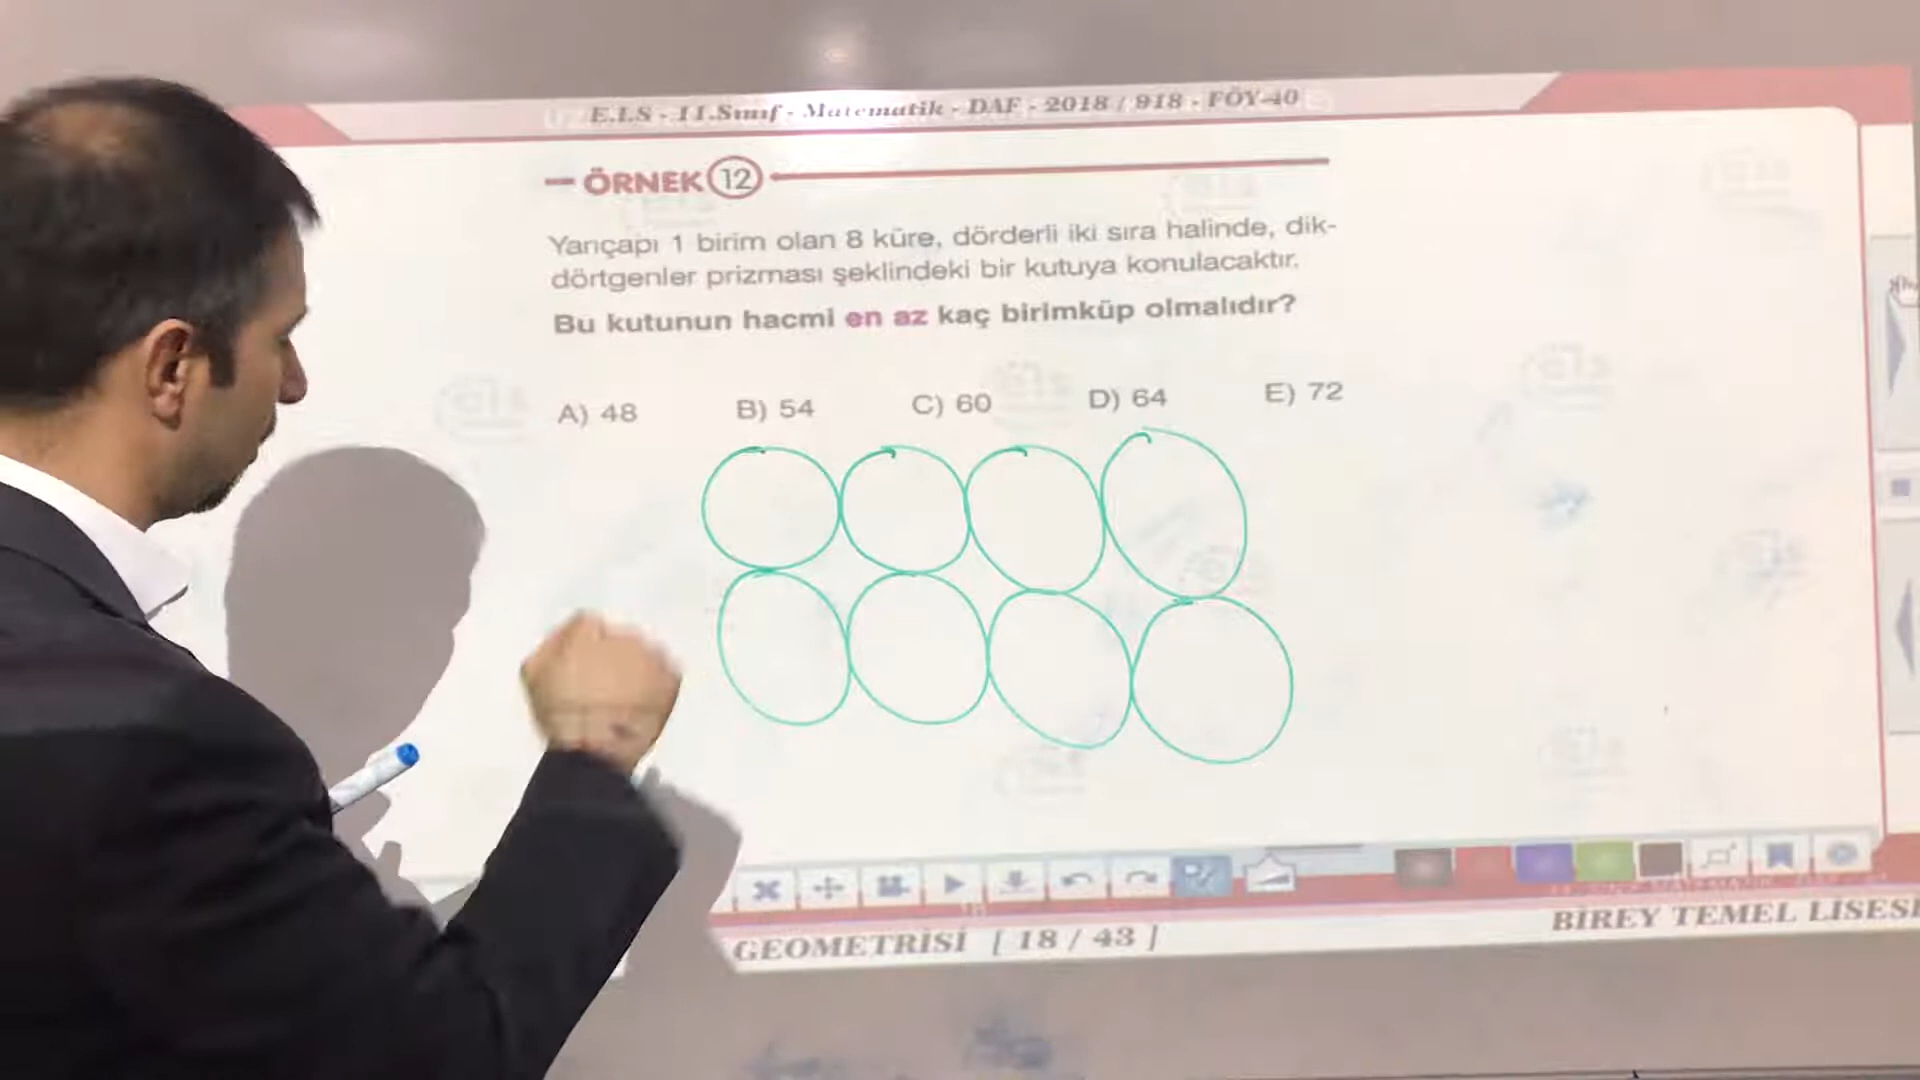 E.I.S - 11.Sınıf - Matematik - DAF - 2018 / 918 - FÖY-40
ÖRNEK 12
Yarıçapı 1 birim olan 8 küre, dörderli iki sıra halinde, dik-
dörtgenler prizması şeklindeki bir kutuya konulacaktır.
Bu kutunun hacmi en az kaç birimküp olmalıdır?
A) 48 B) 54 C) 60 D) 64 E) 72
GEOMETRİSİ [ 18 / 43 ]
BİREY TEMEL LİSESİ